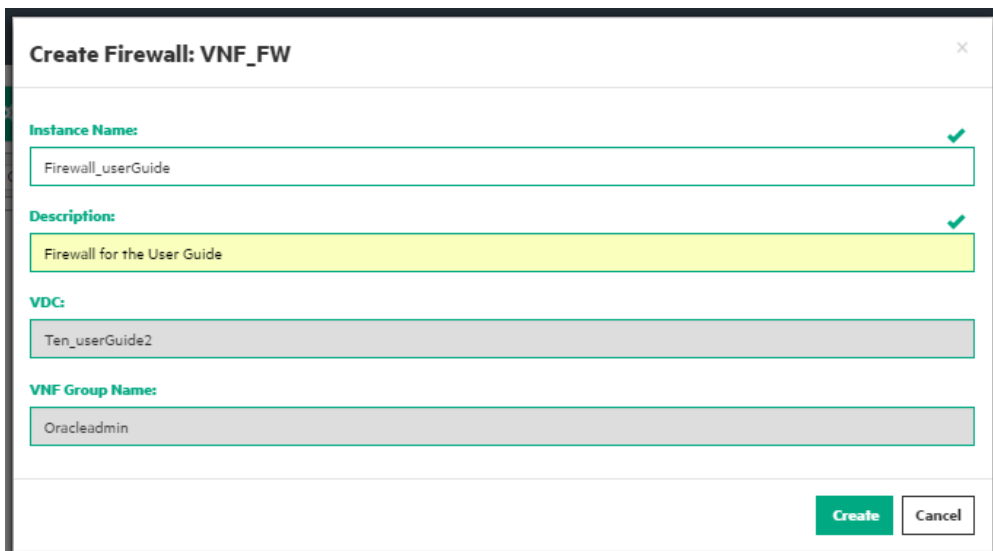 Create Firewall: VNF_FW
×
Instance Name:
Firewall_userGuide
Description:
Firewall for the User Guide
VDC:
Ten_userGuide2
VNF Group Name:
Oracleadmin
Create Cancel